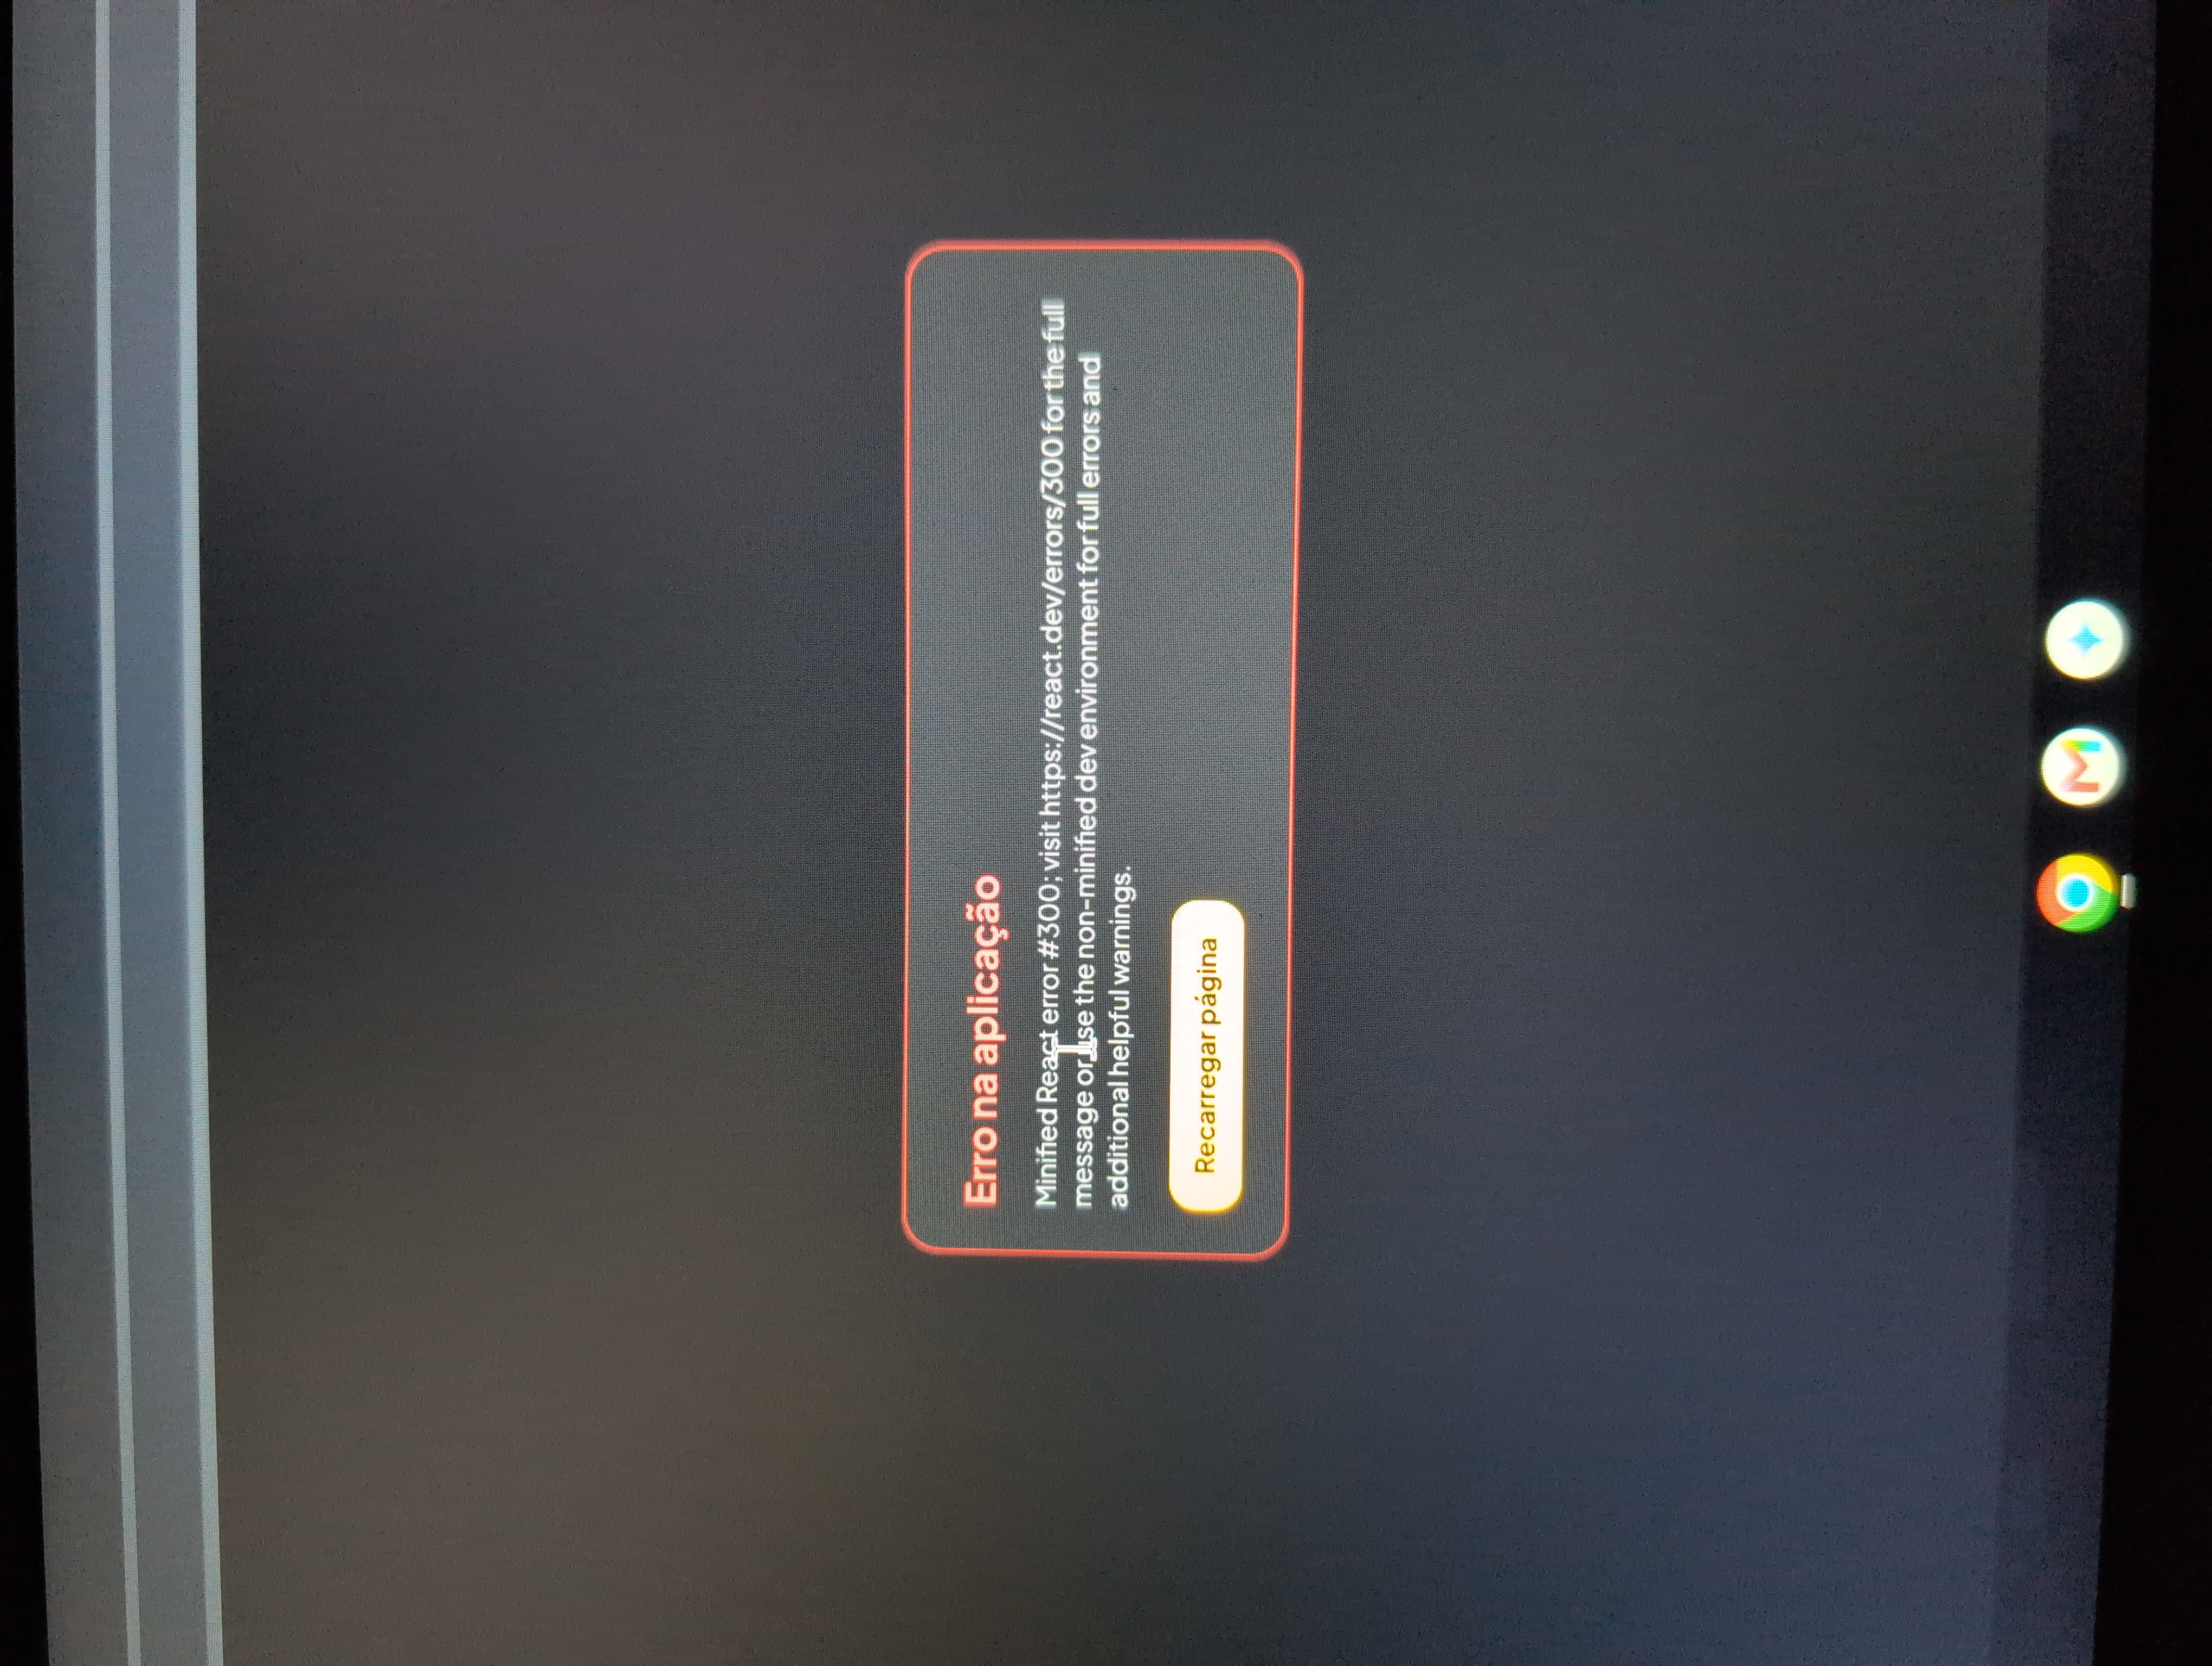 Erro na aplicação
Minified React error #300; visit https://react.dev/errors/300 for the full
message or use the non-minified dev environment for full errors and
additional helpful warnings.
Recarregar página